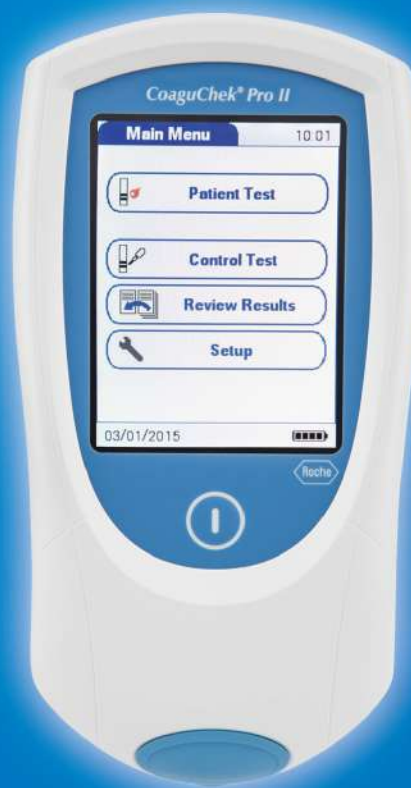 CoaguChek® Pro II
Main Menu 10:01
Patient Test
Control Test
Review Results
Setup
03/01/2015
Roche